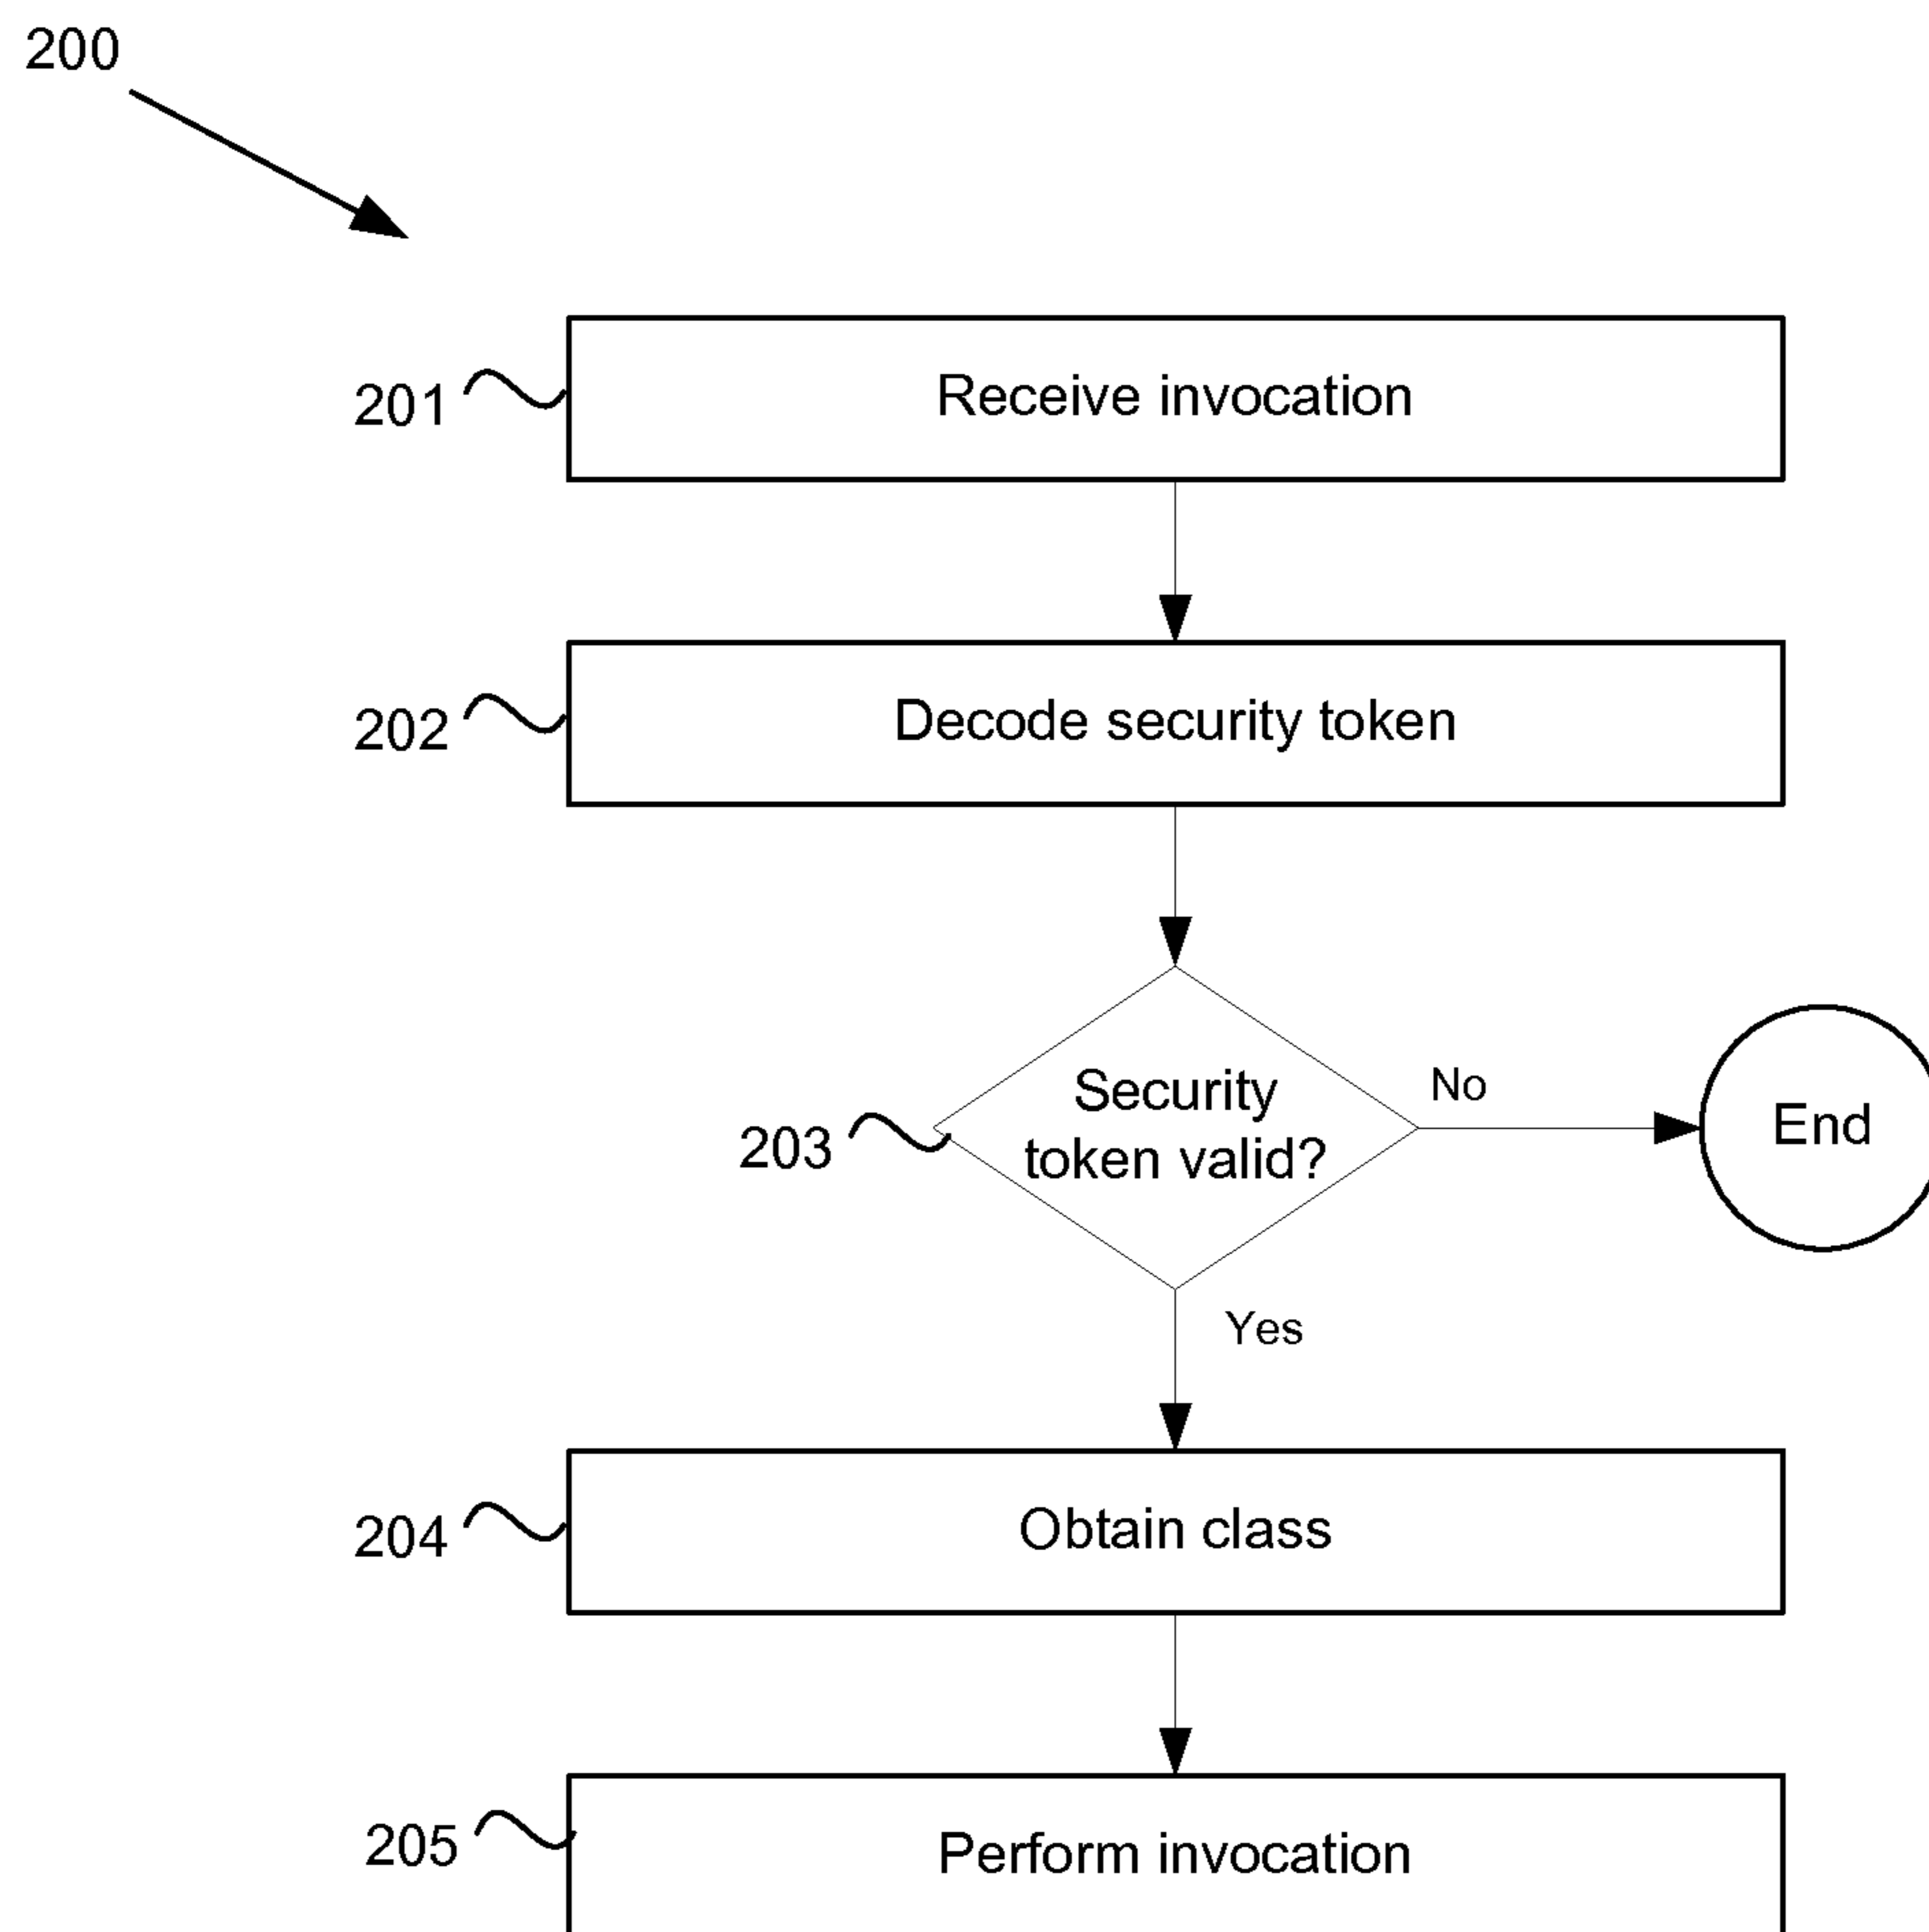 200
201
Receive invocation
202
Decode security token
203
Security
token valid?
No
End
Yes
204
Obtain class
205
Perform invocation